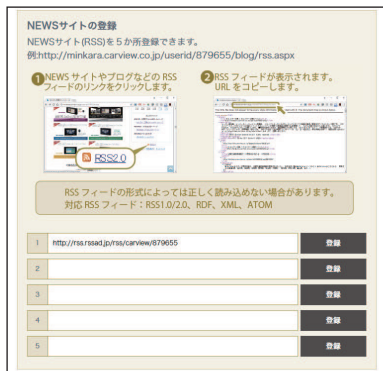 NEWSサイトの登録
NEWSサイト(RSS)を5か所登録できます。
例:http://minkara.carview.co.jp/userid/879655/blog/rss.aspx
1 NEWS サイトやブログなどの RSS
フィードのリンクをクリックします。
2 RSS フィードが表示されます。
URL をコピーします。
RSS2.0
RSS フィードの形式によっては正しく読み込めない場合があります。
対応 RSS フィード：RSS1.0/2.0、RDF、XML、ATOM
1 http://rss.rssad.jp/rss/carview/879655 登録
2 登録
3 登録
4 登録
5 登録